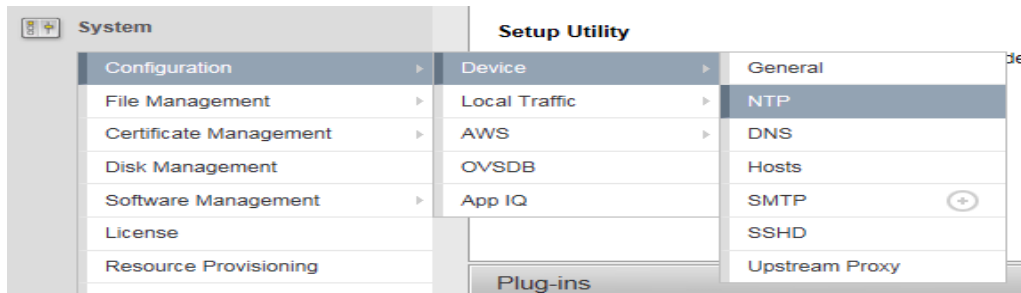 System
Configuration
File Management
Certificate Management
Disk Management
Software Management
License
Resource Provisioning
Setup Utility
Device
Local Traffic
AWS
OVSDB
App IQ
General
NTP
DNS
Hosts
SMTP
SSHD
Upstream Proxy
Plug-ins